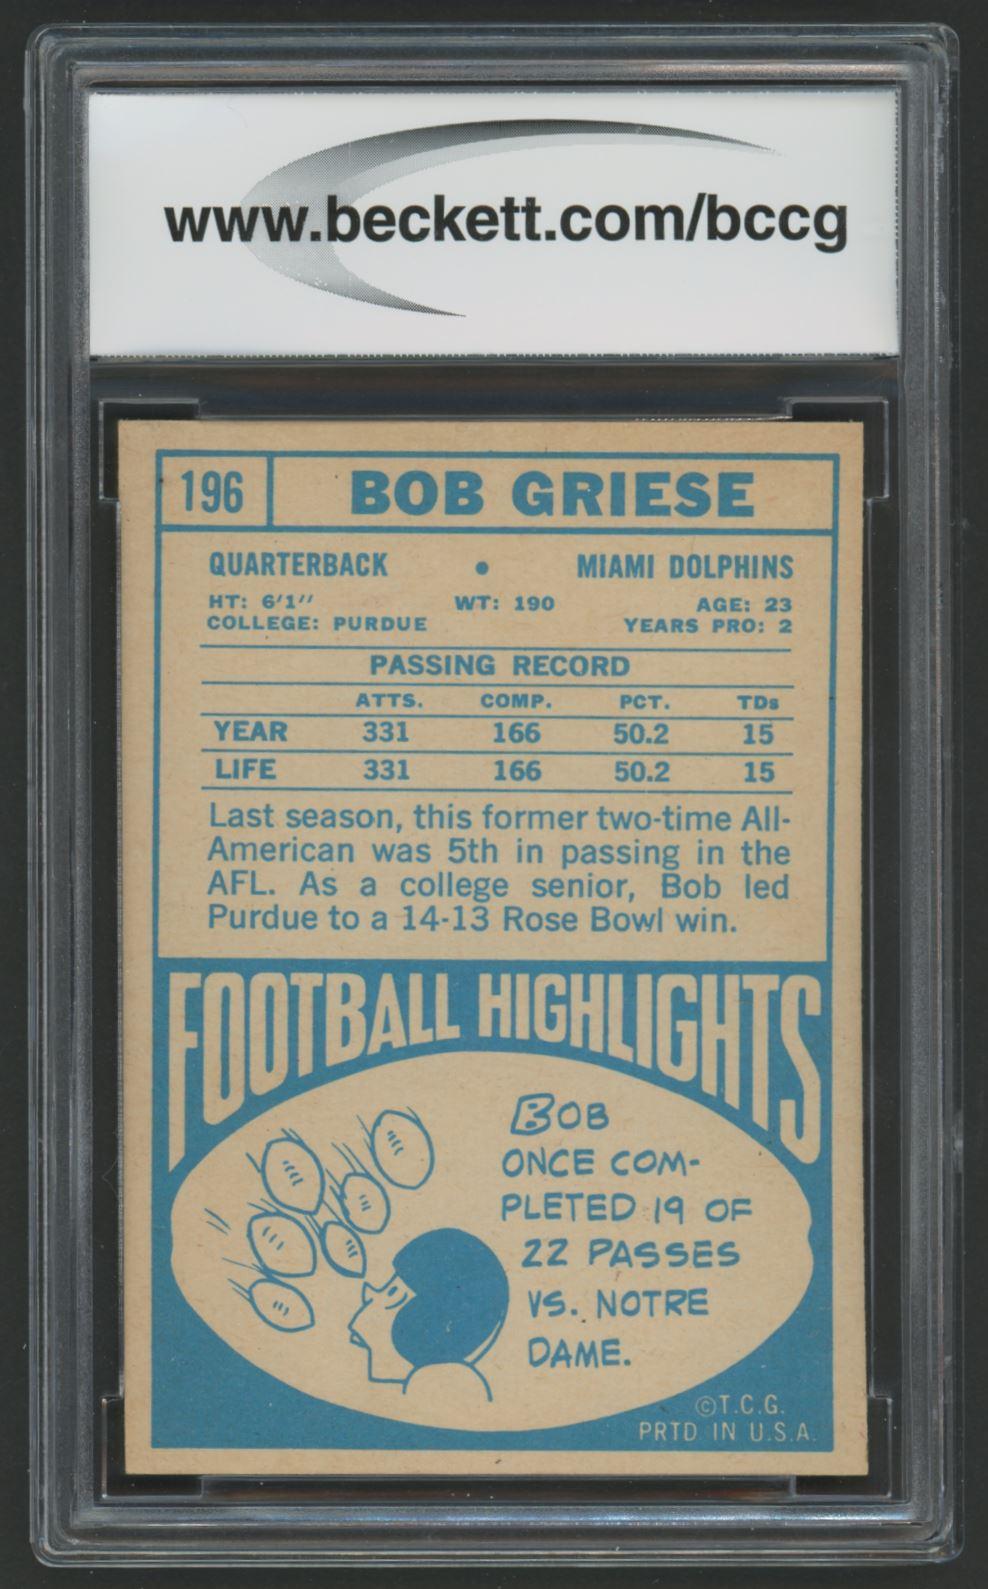 www.beckett.com/bccg
196 BOB GRIESE
QUARTERBACK • MIAMI DOLPHINS
HT: 6'1" WT: 190 AGE: 23
COLLEGE: PURDUE YEARS PRO: 2
PASSING RECORD
ATTS. COMP. PCT. TDs
YEAR 331 166 50.2 15
LIFE 331 166 50.2 15
Last season, this former two-time All-
American was 5th in passing in the
AFL. As a college senior, Bob led
Purdue to a 14-13 Rose Bowl win.
FOOTBALL HIGHLIGHTS
BOB
ONCE COM-
PLETED 19 OF
22 PASSES
VS. NOTRE
DAME.
©T.C.G.
PRTD IN U.S.A.